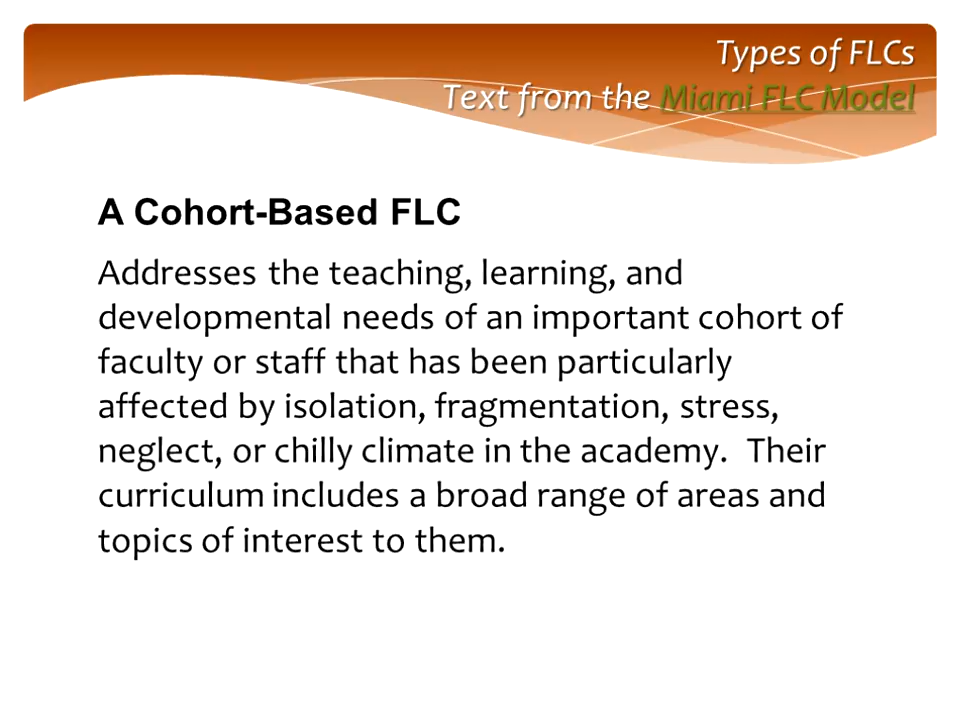 Types of FLCs
Text from the Miami FLC Model
A Cohort-Based FLC
Addresses the teaching, learning, and
developmental needs of an important cohort of
faculty or staff that has been particularly
affected by isolation, fragmentation, stress,
neglect, or chilly climate in the academy.  Their
curriculum includes a broad range of areas and
topics of interest to them.